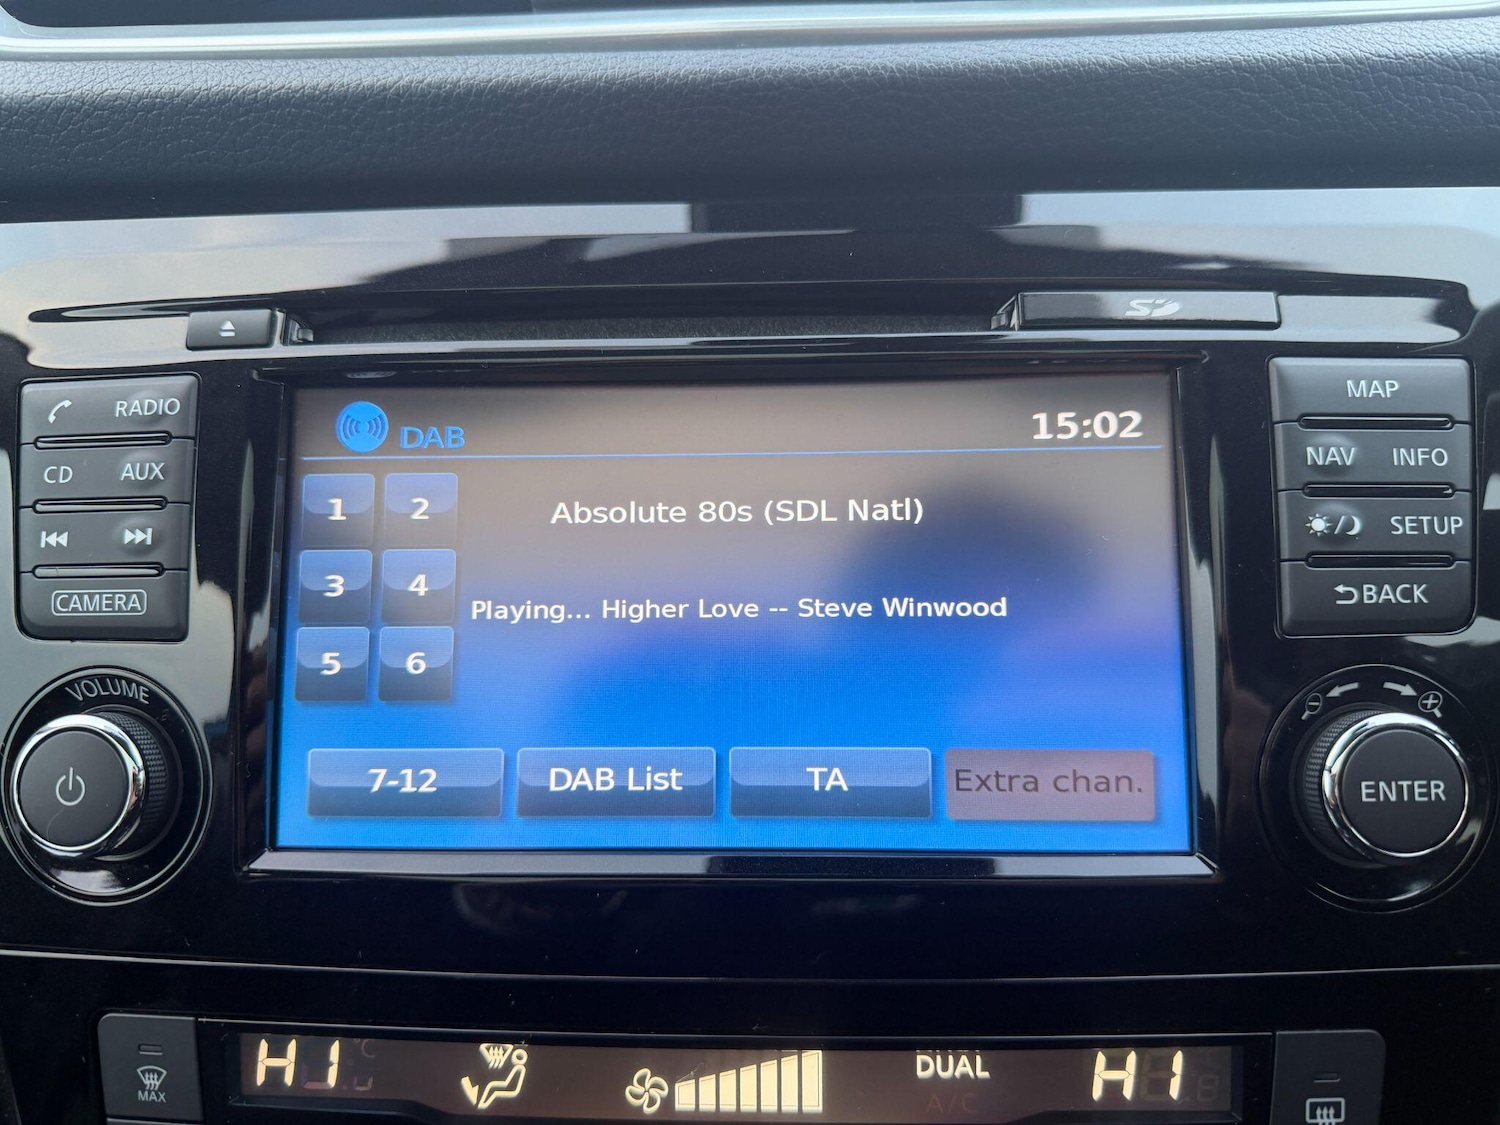 SD
RADIO
CD AUX
CAMERA
VOLUME
DAB
15:02
1 2
Absolute 80s (SDL Natl)
3 4
Playing... Higher Love -- Steve Winwood
5 6
7-12 DAB List TA Extra chan.
MAP
NAV INFO
SETUP
BACK
ENTER
MAX
HI °C
DUAL
A/C
HI